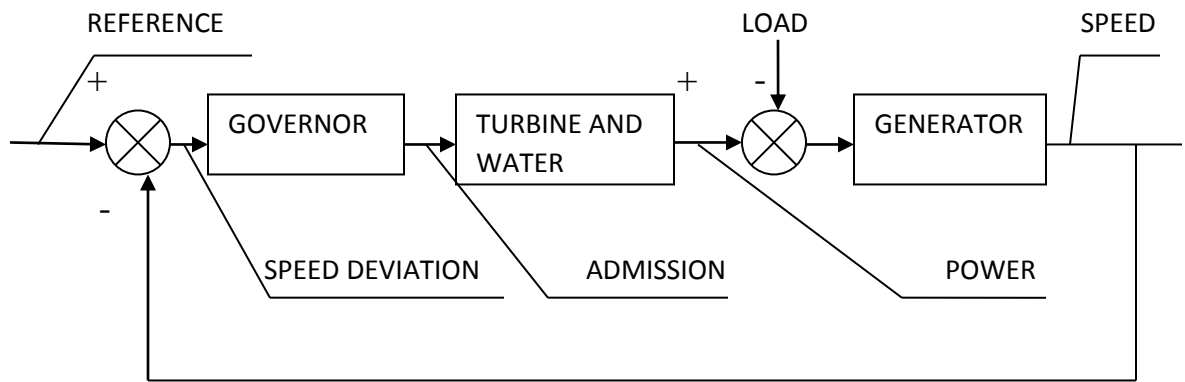 REFERENCE
LOAD
SPEED
+
+
-
GOVERNOR
TURBINE AND
WATER
GENERATOR
-
SPEED DEVIATION
ADMISSION
POWER